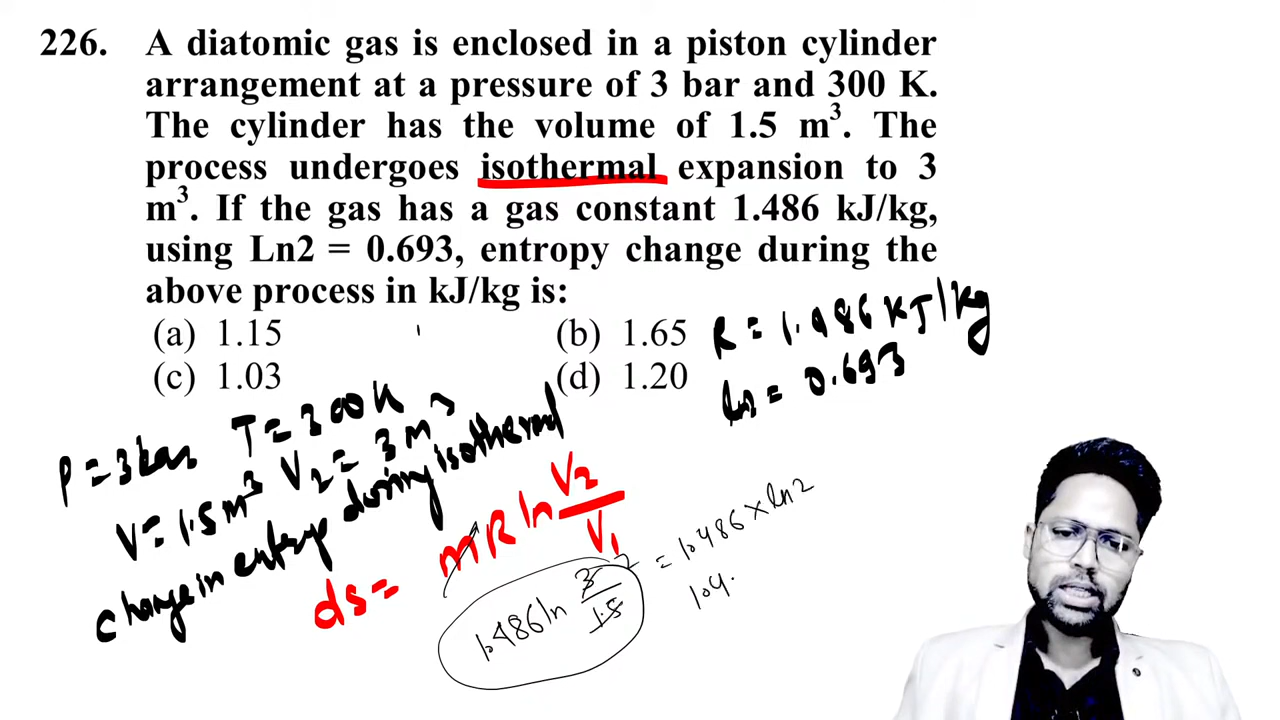 226. A diatomic gas is enclosed in a piston cylinder
arrangement at a pressure of 3 bar and 300 K.
The cylinder has the volume of 1.5 m³. The
process undergoes isothermal expansion to 3
m³. If the gas has a gas constant 1.486 kJ/kg,
using Ln2 = 0.693, entropy change during the
above process in kJ/kg is:
(a) 1.15 (b) 1.65
(c) 1.03 (d) 1.20
R = 1.486 KJ/kg
ln2 = 0.693
P = 3 bar T = 300 K
V = 1.5 m³ V₂ = 3 m³
change in entropy during isothermal
ds = mR ln V₂/V₁
1.486 ln 3/1.5 2 = 1.486 × ln 2
1.4.